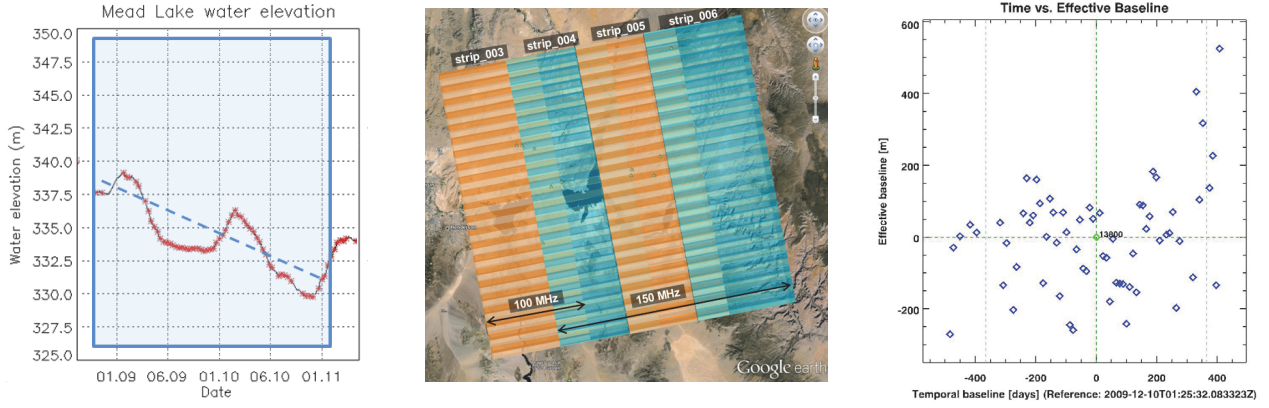 Mead Lake water elevation
350.0
347.5
345.0
342.5
340.0
337.5
335.0
332.5
330.0
327.5
325.0
Water elevation (m)
01.09 06.09 01.10 06.10 01.11
Date
strip_003 strip_004 strip_005 strip_006
100 MHz 150 MHz
Google earth
Time vs. Effective Baseline
600
400
200
0
-200
Effective baseline [m]
13800
-400 -200 0 200 400
Temporal baseline [days] (Reference: 2009-12-10T01:25:32.083323Z)